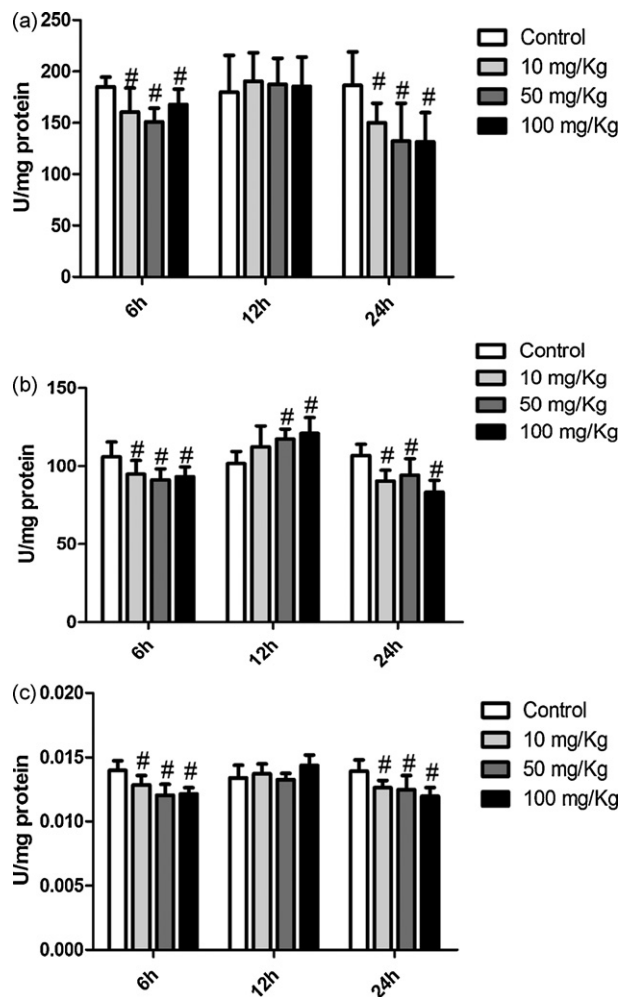 (a)
250
200
150
100
50
0
U/mg protein
# # #
# # #
6h
12h
24h
Control
10 mg/Kg
50 mg/Kg
100 mg/Kg
(b)
150
100
50
0
U/mg protein
# # #
# #
# # #
6h
12h
24h
Control
10 mg/Kg
50 mg/Kg
100 mg/Kg
(c)
0.020
0.015
0.010
0.005
0.000
U/mg protein
# # #
# # #
6h
12h
24h
Control
10 mg/Kg
50 mg/Kg
100 mg/Kg